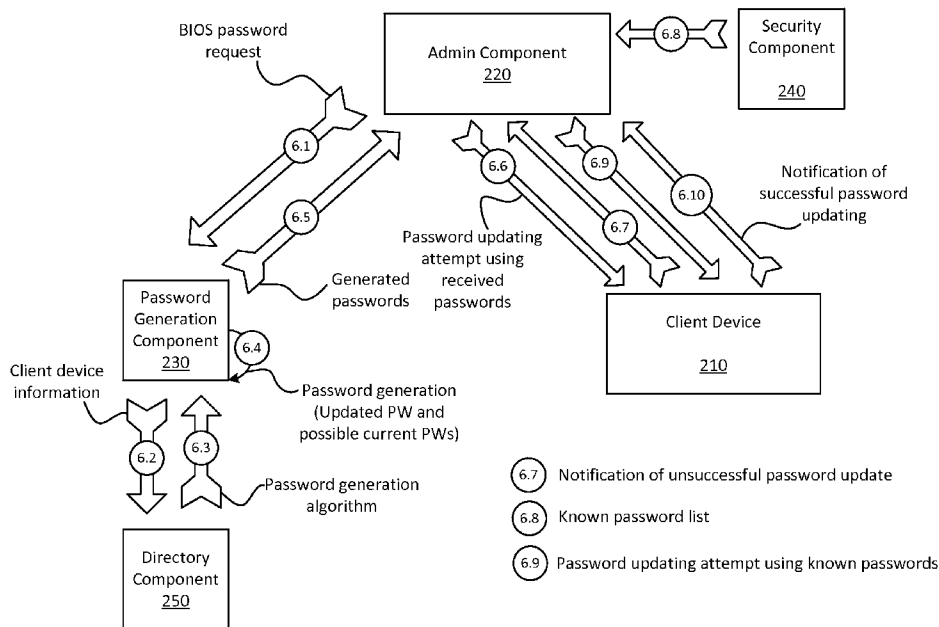 BIOS password
request
Admin Component
220
6.8
Security
Component
240
6.1
6.5
6.6
6.9
6.7
6.10
Notification of
successful password
updating
Password updating
attempt using
received
passwords
Generated
passwords
Password
Generation
Component
230
6.4
Client Device
210
Client device
information
Password generation
(Updated PW and
possible current PWs)
6.2
6.3
Password generation
algorithm
Directory
Component
250
6.7 Notification of unsuccessful password update
6.8 Known password list
6.9 Password updating attempt using known passwords